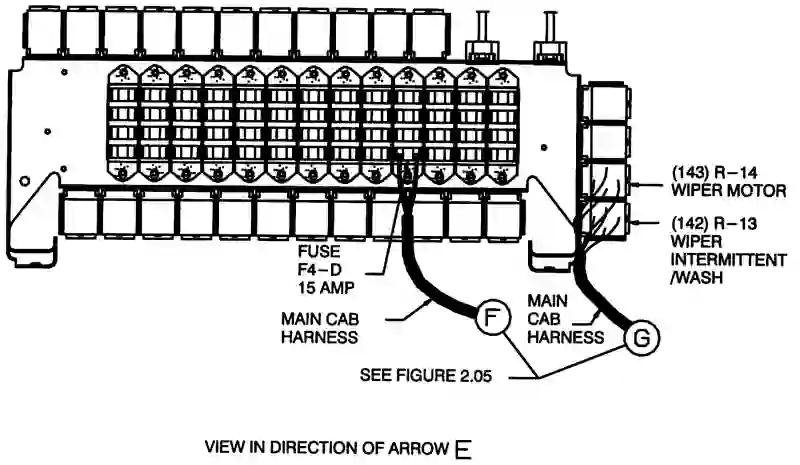 (143) R-14
WIPER MOTOR
(142) R-13
WIPER
INTERMITTENT
/WASH
FUSE
F4-D
15 AMP
MAIN CAB
HARNESS
F
MAIN
CAB
HARNESS
G
SEE FIGURE 2.05
VIEW IN DIRECTION OF ARROW E